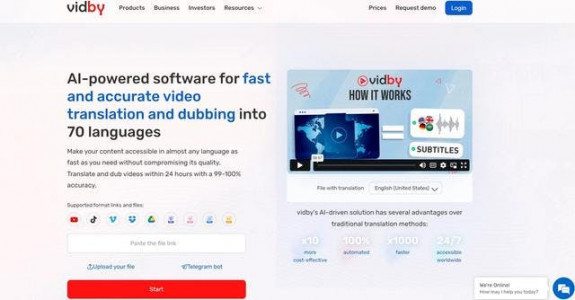 vidby
Products Business Investors Resources Prices Request demo Login
AI-powered software for fast
and accurate video
translation and dubbing into
70 languages
Make your content accessible in almost any language as
fast as you need without compromising its quality.
Translate and dub videos within 24 hours with a 99-100%
accuracy.
Supported format links and files:
Paste the file link
Upload your file Telegram bot
Start
vidby
HOW IT WORKS
SUBTITLES
File with translation English (United States)
vidby's AI-driven solution has several advantages over
traditional translation methods:
x10 100% x1000 24/7
more automated faster accessible
cost-effective worldwide
We're Online!
How may I help you today?